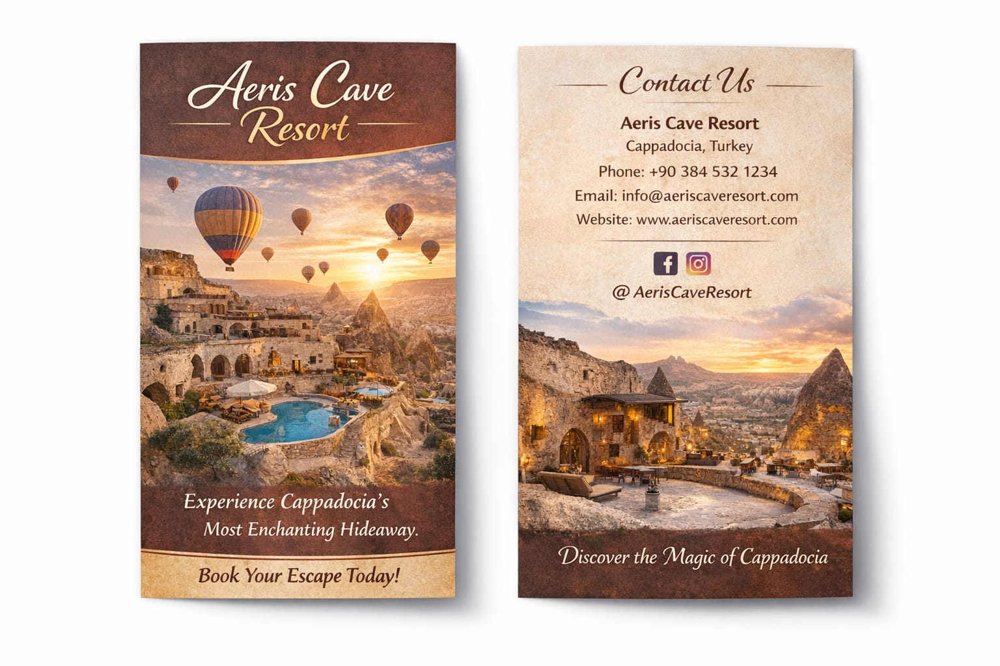 Aeris Cave
Resort
Experience Cappadocia's
Most Enchanting Hideaway.
Book Your Escape Today!
Contact Us
Aeris Cave Resort
Cappadocia, Turkey
Phone: +90 384 532 1234
Email: info@aeriscaveresort.com
Website: www.aeriscaveresort.com
@ AerisCaveResort
Discover the Magic of Cappadocia